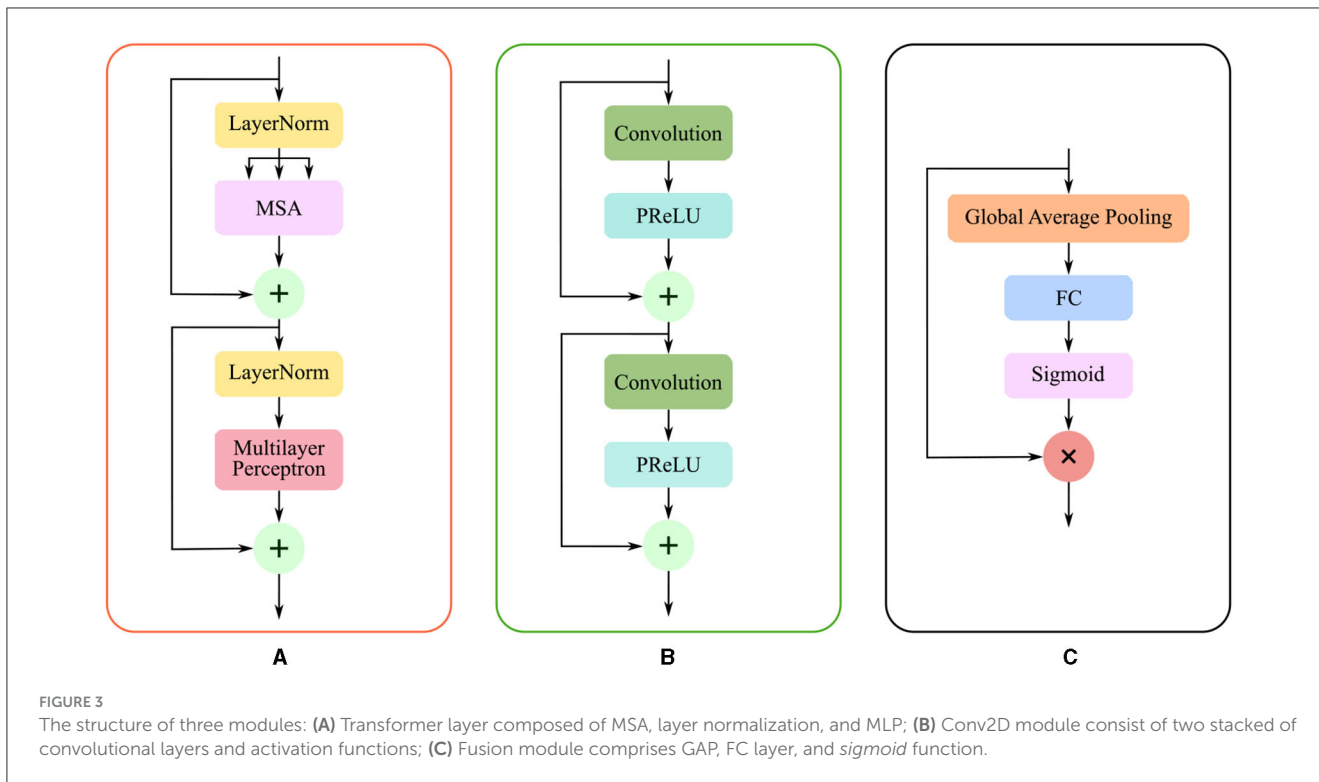 LayerNorm
MSA
+
LayerNorm
Multilayer
Perceptron
+
A
Convolution
PReLU
+
Convolution
PReLU
+
B
Global Average Pooling
FC
Sigmoid
×
C
FIGURE 3
The structure of three modules: (A) Transformer layer composed of MSA, layer normalization, and MLP; (B) Conv2D module consist of two stacked of
convolutional layers and activation functions; (C) Fusion module comprises GAP, FC layer, and sigmoid function.